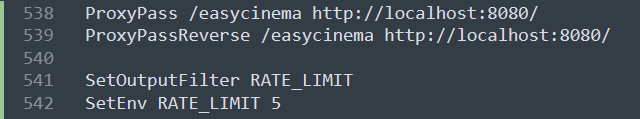 538 ProxyPass /easycinema http://localhost:8080/
539 ProxyPassReverse /easycinema http://localhost:8080/
540
541 SetOutputFilter RATE_LIMIT
542 SetEnv RATE_LIMIT 5